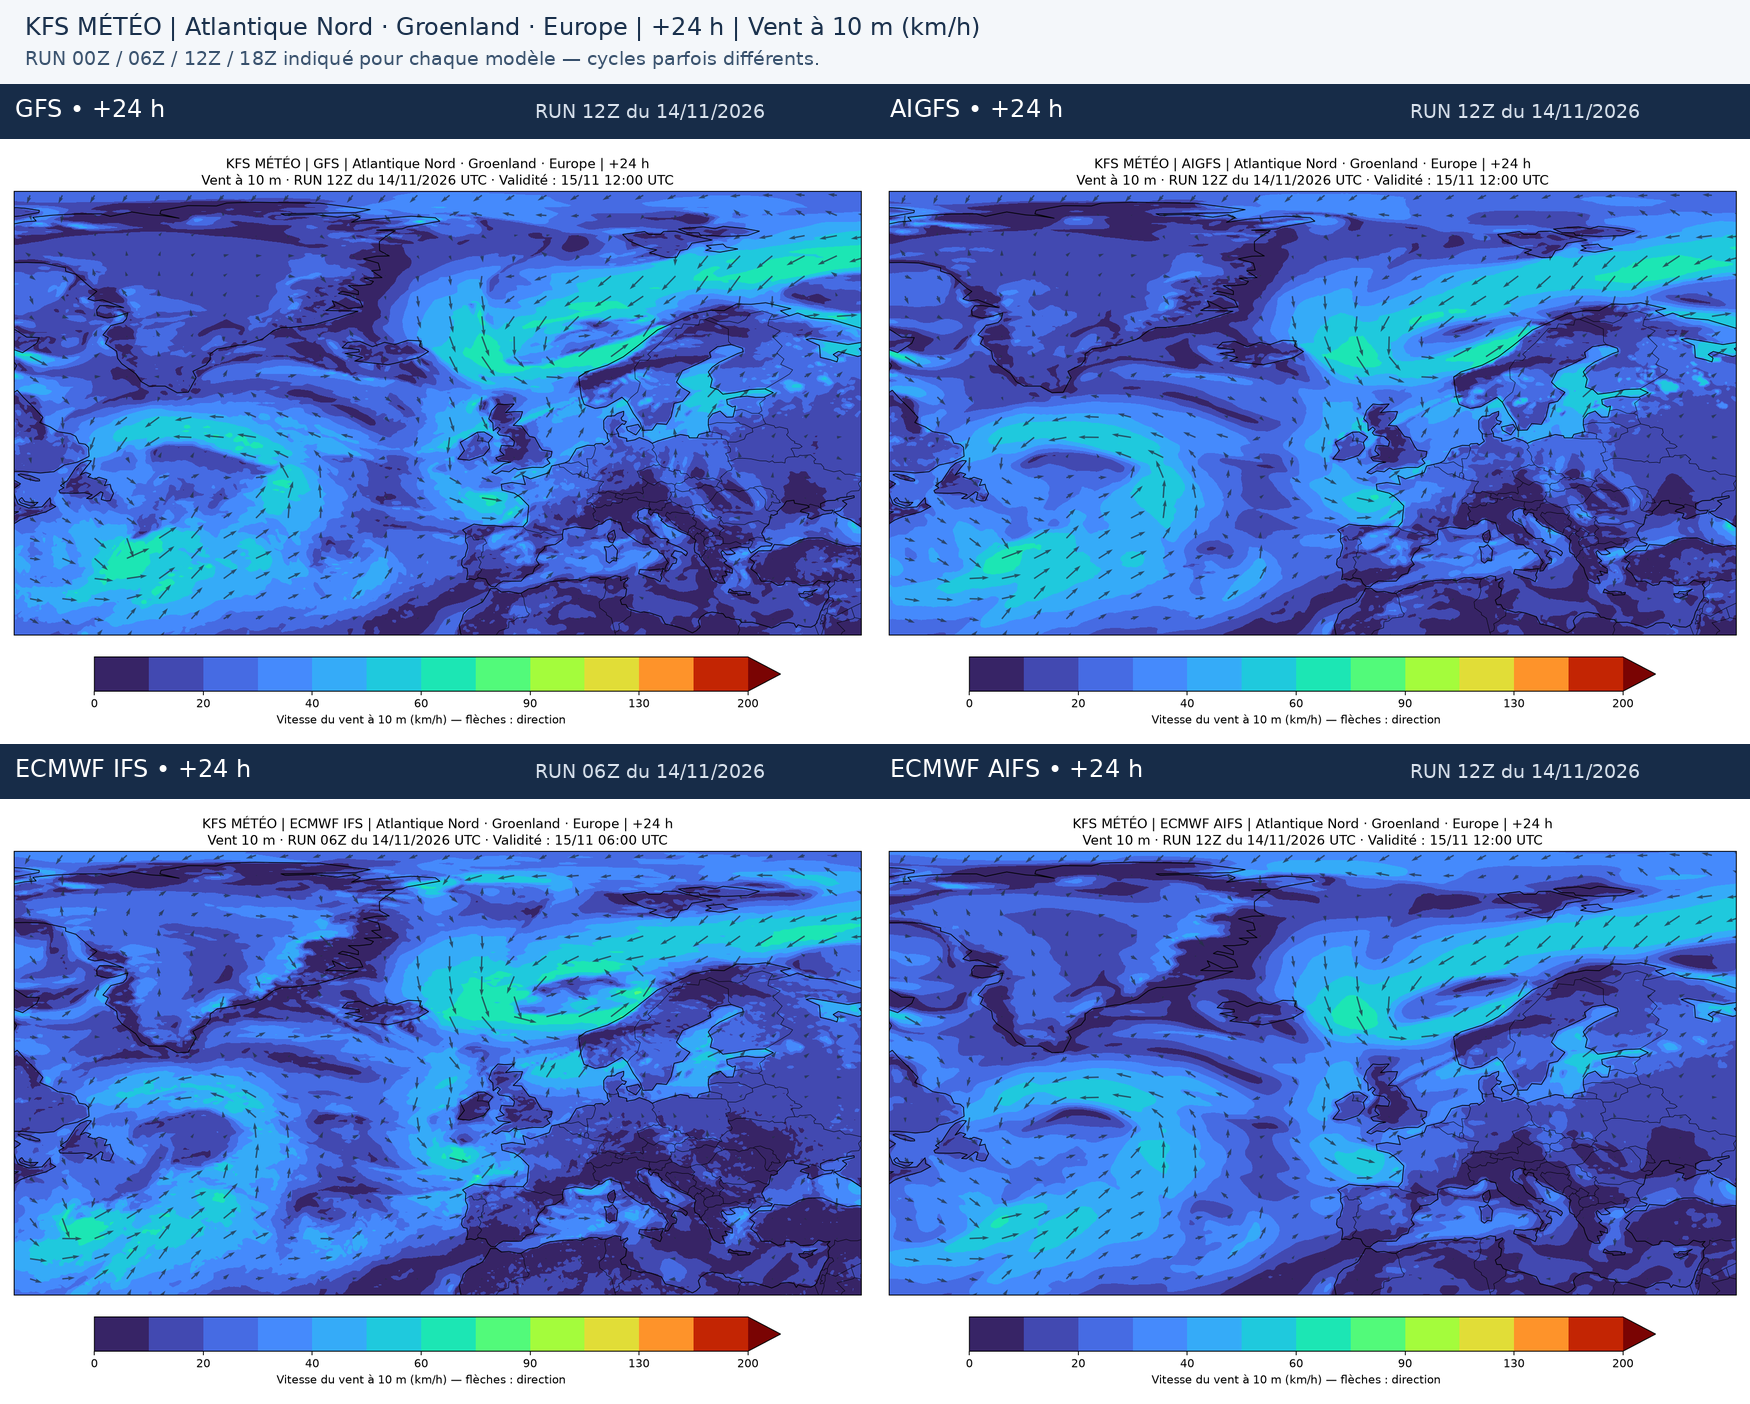 KFS MÉTÉO | Atlantique Nord · Groenland · Europe | +24 h | Vent à 10 m (km/h)
RUN 00Z / 06Z / 12Z / 18Z indiqué pour chaque modèle — cycles parfois différents.
GFS • +24 h
RUN 12Z du 14/11/2026
KFS MÉTÉO | GFS | Atlantique Nord · Groenland · Europe | +24 h
Vent à 10 m · RUN 12Z du 14/11/2026 UTC · Validité : 15/11 12:00 UTC
0 20 40 60 90 130 200
Vitesse du vent à 10 m (km/h) — flèches : direction
AIGFS • +24 h
RUN 12Z du 14/11/2026
KFS MÉTÉO | AIGFS | Atlantique Nord · Groenland · Europe | +24 h
Vent à 10 m · RUN 12Z du 14/11/2026 UTC · Validité : 15/11 12:00 UTC
0 20 40 60 90 130 200
Vitesse du vent à 10 m (km/h) — flèches : direction
ECMWF IFS • +24 h
RUN 06Z du 14/11/2026
KFS MÉTÉO | ECMWF IFS | Atlantique Nord · Groenland · Europe | +24 h
Vent 10 m · RUN 06Z du 14/11/2026 UTC · Validité : 15/11 06:00 UTC
0 20 40 60 90 130 200
Vitesse du vent à 10 m (km/h) — flèches : direction
ECMWF AIFS • +24 h
RUN 12Z du 14/11/2026
KFS MÉTÉO | ECMWF AIFS | Atlantique Nord · Groenland · Europe | +24 h
Vent 10 m · RUN 12Z du 14/11/2026 UTC · Validité : 15/11 12:00 UTC
0 20 40 60 90 130 200
Vitesse du vent à 10 m (km/h) — flèches : direction